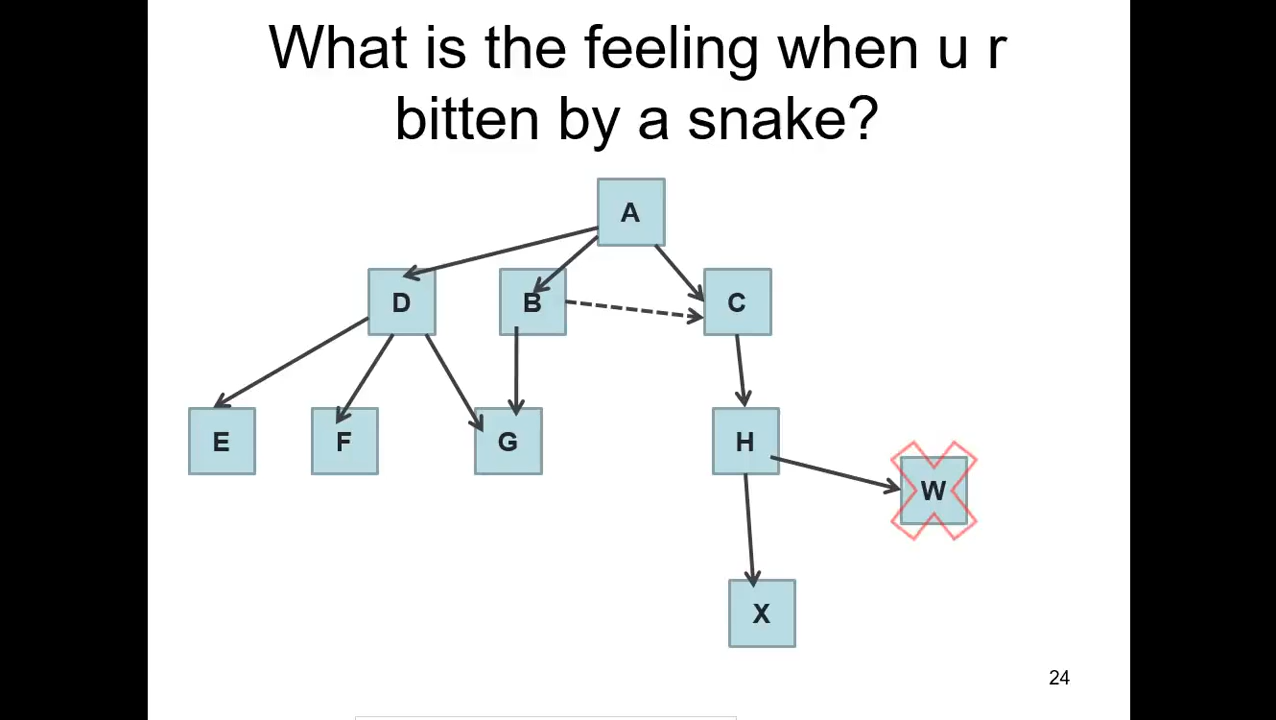 What is the feeling when u r
bitten by a snake?
A
D
B
C
E
F
G
H
W
X
24